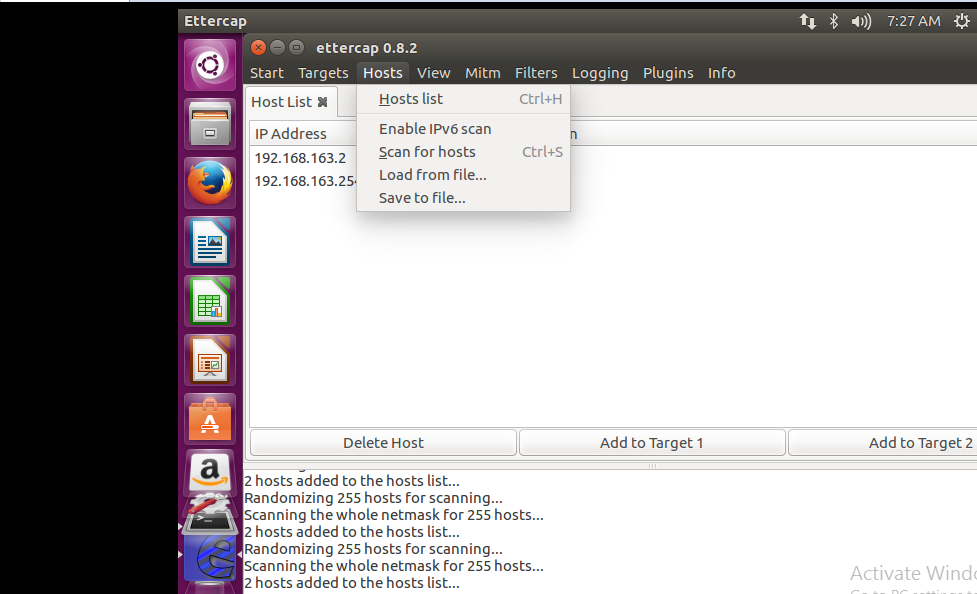 Ettercap
7:27 AM
ettercap 0.8.2
Start Targets Hosts View Mitm Filters Logging Plugins Info
Host List
Hosts list Ctrl+H
IP Address
Enable IPv6 scan
192.168.163.2
Scan for hosts Ctrl+S
192.168.163.25
Load from file...
Save to file...
Delete Host Add to Target 1 Add to Target 2
2 hosts added to the hosts list...
Randomizing 255 hosts for scanning...
Scanning the whole netmask for 255 hosts...
2 hosts added to the hosts list...
Randomizing 255 hosts for scanning...
Scanning the whole netmask for 255 hosts...
2 hosts added to the hosts list...
Activate Windo